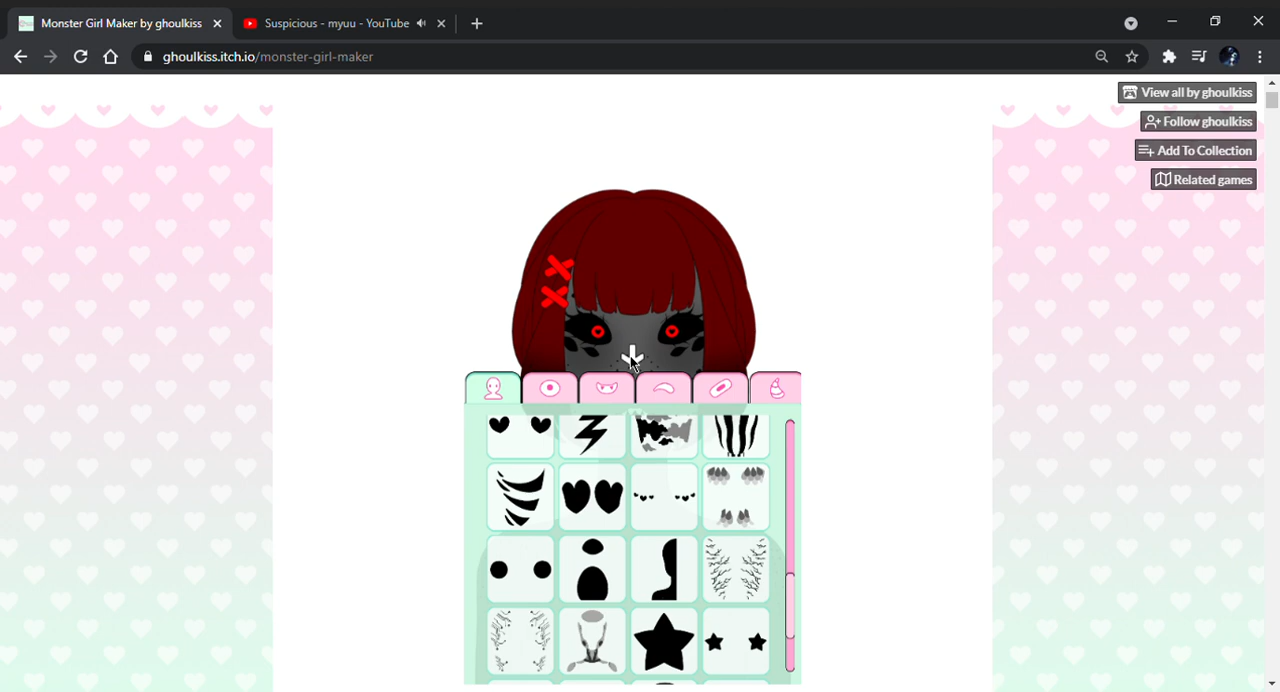 Monster Girl Maker by ghoulkiss
Suspicious - myuu - YouTube
ghoulkiss.itch.io/monster-girl-maker
View all by ghoulkiss
Follow ghoulkiss
Add To Collection
Related games